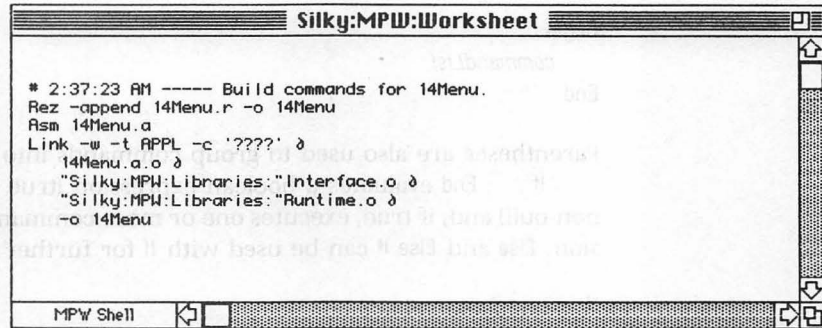 Silky:MPW:Worksheet
# 2:37:23 AM ----- Build commands for 14Menu.
Rez -append 14Menu.r -o 14Menu
Asm 14Menu.a
Link -w -t APPL -c '????' ∂
14Menu.a.o ∂
"Silky:MPW:Libraries:"Interface.o ∂
"Silky:MPW:Libraries:"Runtime.o ∂
-o 14Menu
MPW Shell